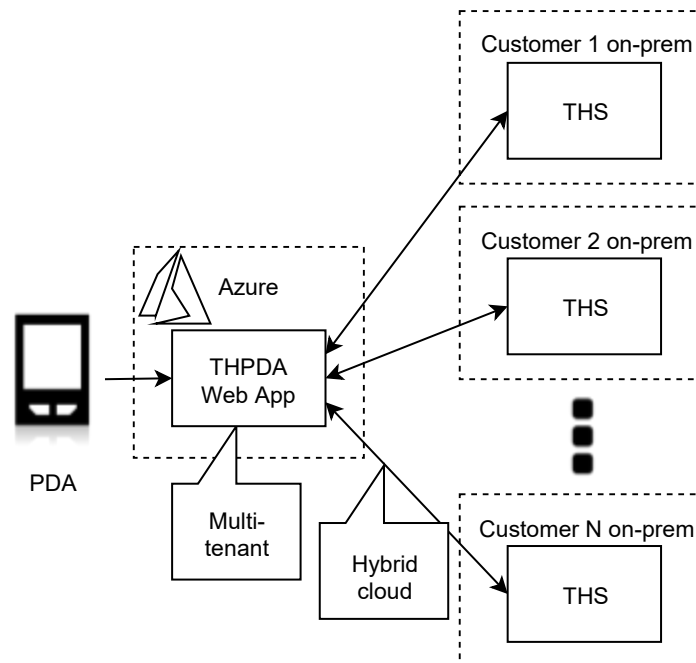 Customer 1 on-prem
THS
Customer 2 on-prem
THS
Azure
THPDA
Web App
PDA
Multi-
tenant
Hybrid
cloud
Customer N on-prem
THS